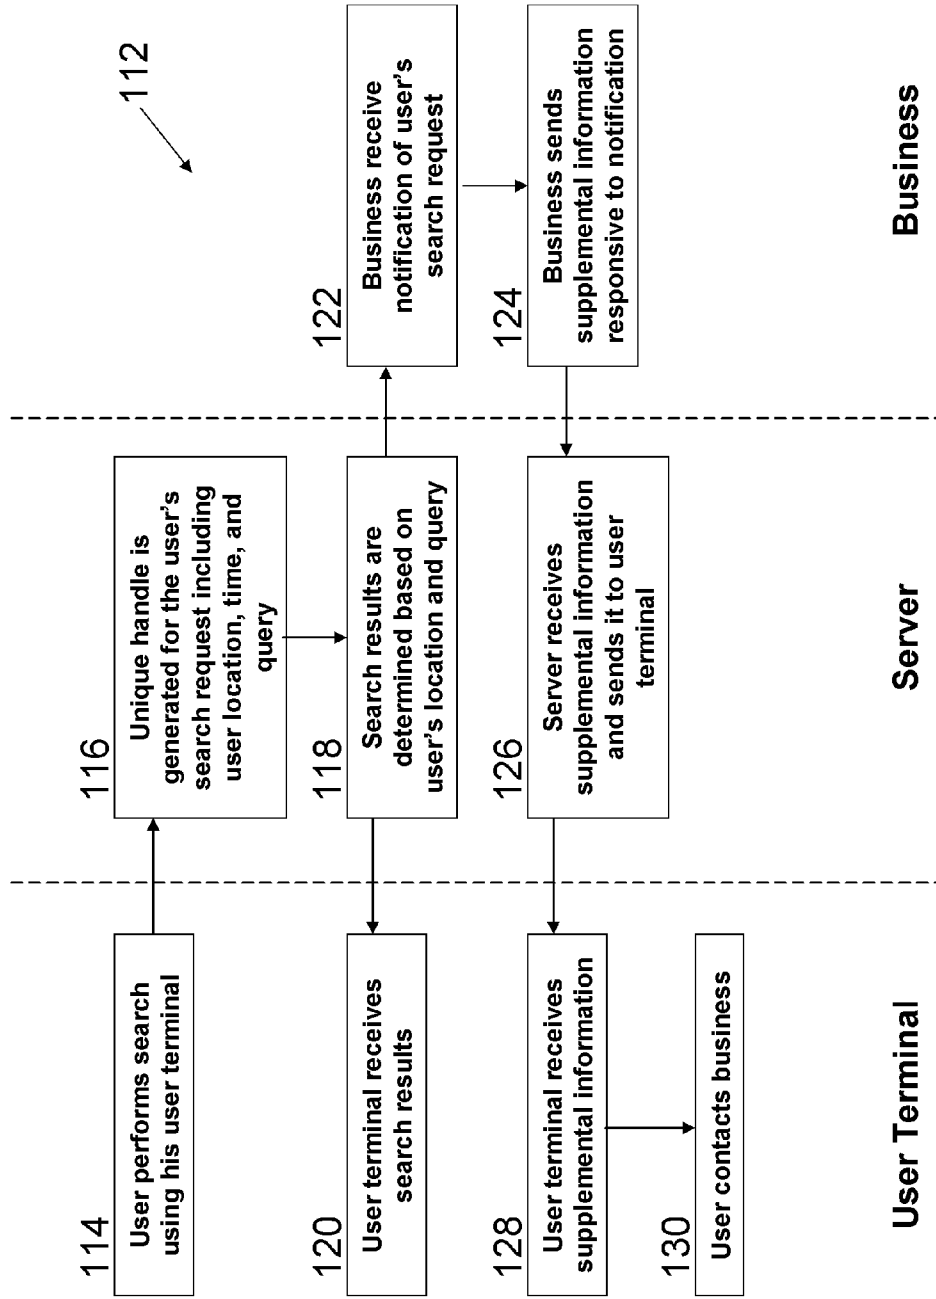 112
114
User performs search
using his user terminal
116
Unique handle is
generated for the user's
search request including
user location, time, and
query
118
Search results are
determined based on
user's location and query
120
User terminal receives
search results
122
Business receive
notification of user's
search request
124
Business sends
supplemental information
responsive to notification
126
Server receives
supplemental information
and sends it to user
terminal
128
User terminal receives
supplemental information
130
User contacts business
User Terminal
Server
Business